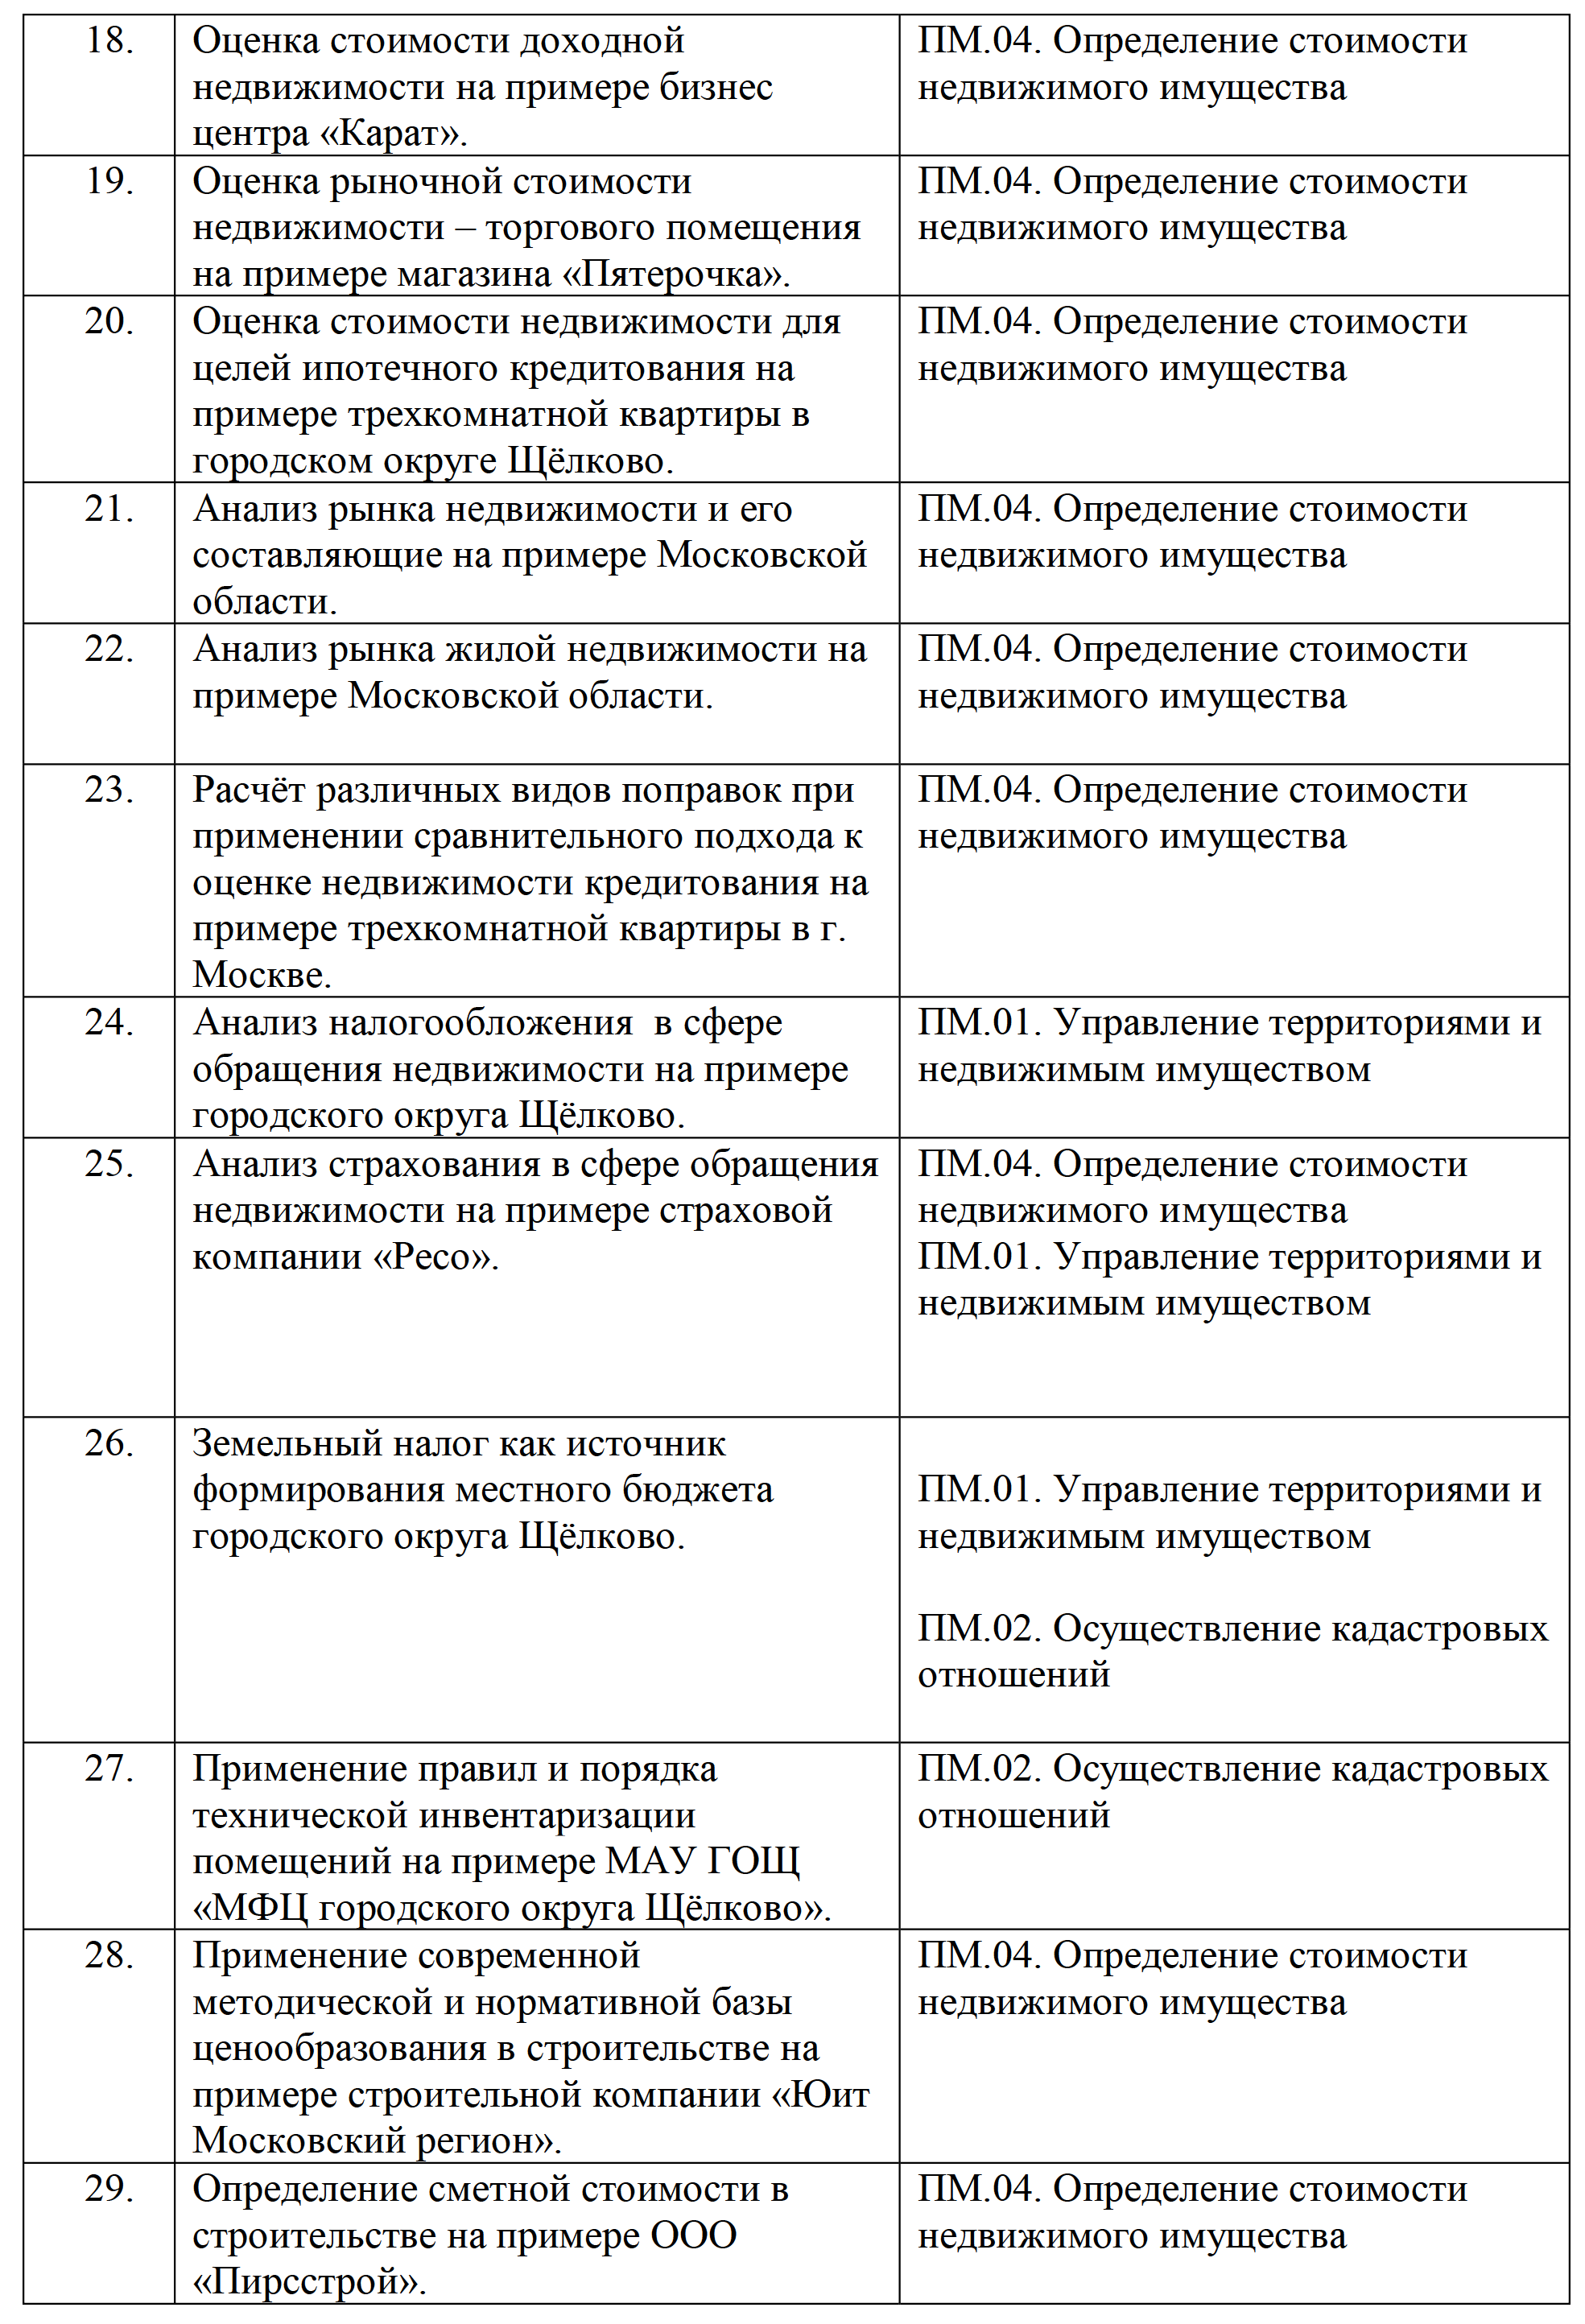 18.
Оценка стоимости доходной
недвижимости на примере бизнес
центра «Карат».
ПМ.04. Определение стоимости
недвижимого имущества
19.
Оценка рыночной стоимости
недвижимости – торгового помещения
на примере магазина «Пятерочка».
ПМ.04. Определение стоимости
недвижимого имущества
20.
Оценка стоимости недвижимости для
целей ипотечного кредитования на
примере трехкомнатной квартиры в
городском округе Щёлково.
ПМ.04. Определение стоимости
недвижимого имущества
21.
Анализ рынка недвижимости и его
составляющие на примере Московской
области.
ПМ.04. Определение стоимости
недвижимого имущества
22.
Анализ рынка жилой недвижимости на
примере Московской области.
ПМ.04. Определение стоимости
недвижимого имущества
23.
Расчёт различных видов поправок при
применении сравнительного подхода к
оценке недвижимости кредитования на
примере трехкомнатной квартиры в г.
Москве.
ПМ.04. Определение стоимости
недвижимого имущества
24.
Анализ налогообложения  в сфере
обращения недвижимости на примере
городского округа Щёлково.
ПМ.01. Управление территориями и
недвижимым имуществом
25.
Анализ страхования в сфере обращения
недвижимости на примере страховой
компании «Ресо».
ПМ.04. Определение стоимости
недвижимого имущества
ПМ.01. Управление территориями и
недвижимым имуществом
26.
Земельный налог как источник
формирования местного бюджета
городского округа Щёлково.
ПМ.01. Управление территориями и
недвижимым имуществом
ПМ.02. Осуществление кадастровых
отношений
27.
Применение правил и порядка
технической инвентаризации
помещений на примере МАУ ГОЩ
«МФЦ городского округа Щёлково».
ПМ.02. Осуществление кадастровых
отношений
28.
Применение современной
методической и нормативной базы
ценообразования в строительстве на
примере строительной компании «Юит
Московский регион».
ПМ.04. Определение стоимости
недвижимого имущества
29.
Определение сметной стоимости в
строительстве на примере ООО
«Пирсстрой».
ПМ.04. Определение стоимости
недвижимого имущества